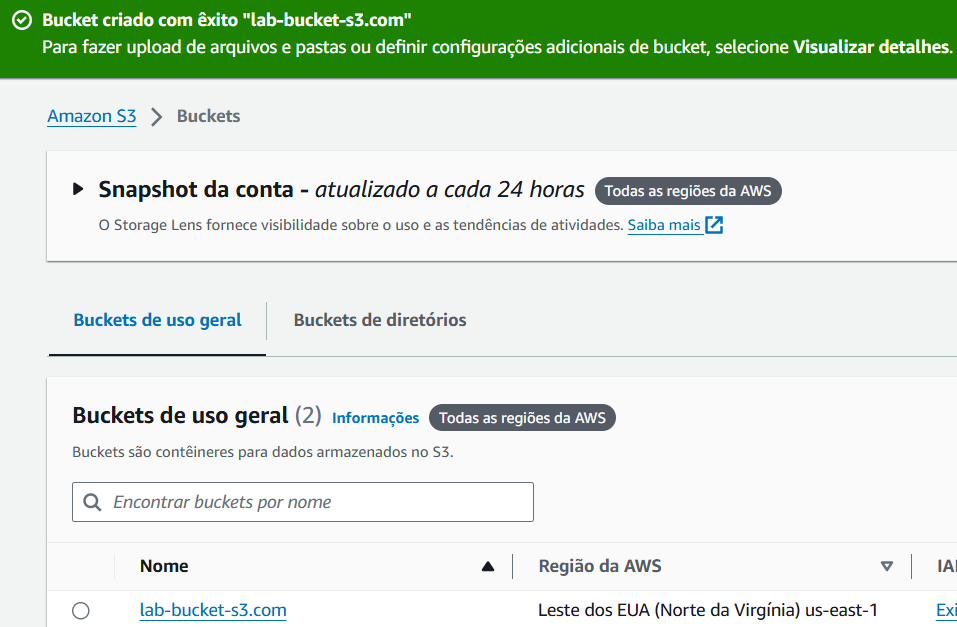 Bucket criado com êxito "lab-bucket-s3.com"
Para fazer upload de arquivos e pastas ou definir configurações adicionais de bucket, selecione Visualizar detalhes.
Amazon S3 > Buckets
Snapshot da conta - atualizado a cada 24 horas Todas as regiões da AWS
O Storage Lens fornece visibilidade sobre o uso e as tendências de atividades. Saiba mais
Buckets de uso geral Buckets de diretórios
Buckets de uso geral (2) Informações Todas as regiões da AWS
Buckets são contêineres para dados armazenados no S3.
Encontrar buckets por nome
Nome Região da AWS
lab-bucket-s3.com Leste dos EUA (Norte da Virgínia) us-east-1